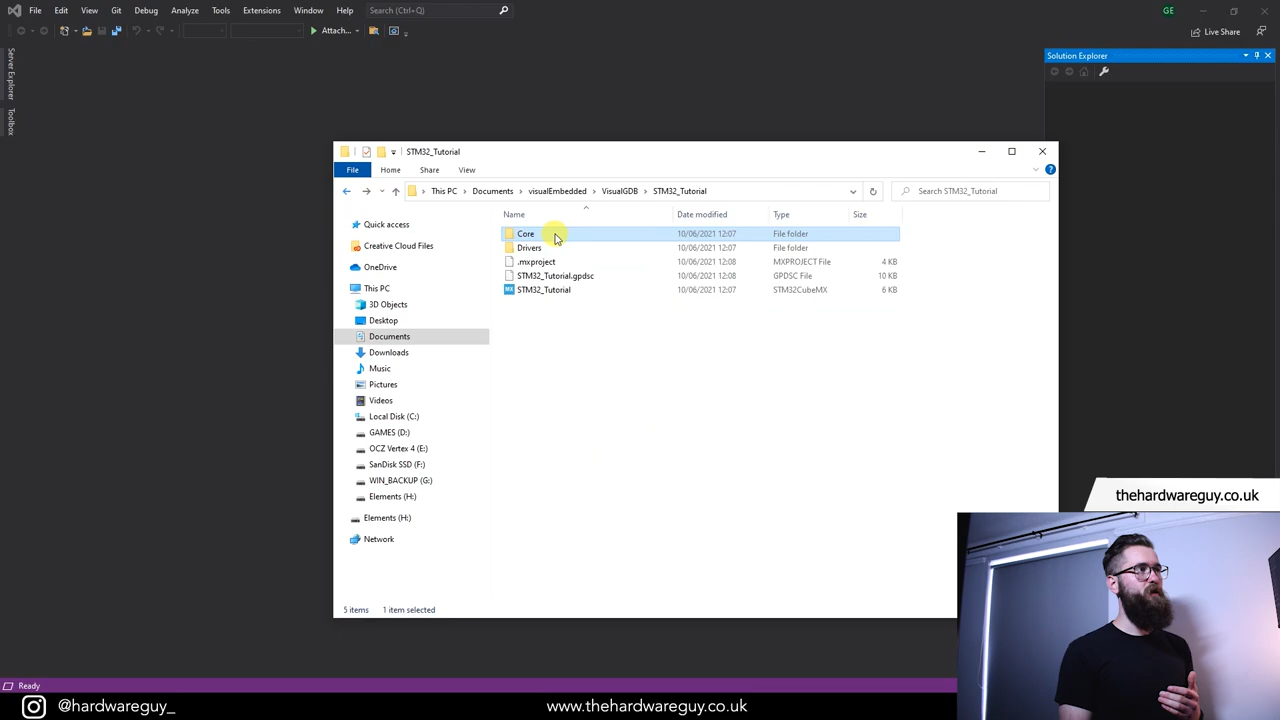 File Edit View Git Debug Analyze Tools Extensions Window Help Search (Ctrl+Q) GE
Attach... Live Share
Server Explorer
Toolbox
Solution Explorer
STM32_Tutorial
File Home Share View
This PC Documents visualEmbedded VisualGDB STM32_Tutorial Search STM32_Tutorial
Name Date modified Type Size
Core 10/06/2021 12:07 File folder
Drivers 10/06/2021 12:07 File folder
.mxproject 10/06/2021 12:08 MXPROJECT File 4 KB
STM32_Tutorial.gpdsc 10/06/2021 12:08 GPDSC File 10 KB
MX STM32_Tutorial 10/06/2021 12:07 STM32CubeMX 6 KB
Quick access
Creative Cloud Files
OneDrive
This PC
3D Objects
Desktop
Documents
Downloads
Music
Pictures
Videos
Local Disk (C:)
GAMES (D:)
OCZ Vertex 4 (E:)
SanDisk SSD (F:)
WIN_BACKUP (G:)
Elements (H:)
Elements (H:)
Network
5 items 1 item selected
thehardwareguy.co.uk
Ready
@hardwareguy_ www.thehardwareguy.co.uk